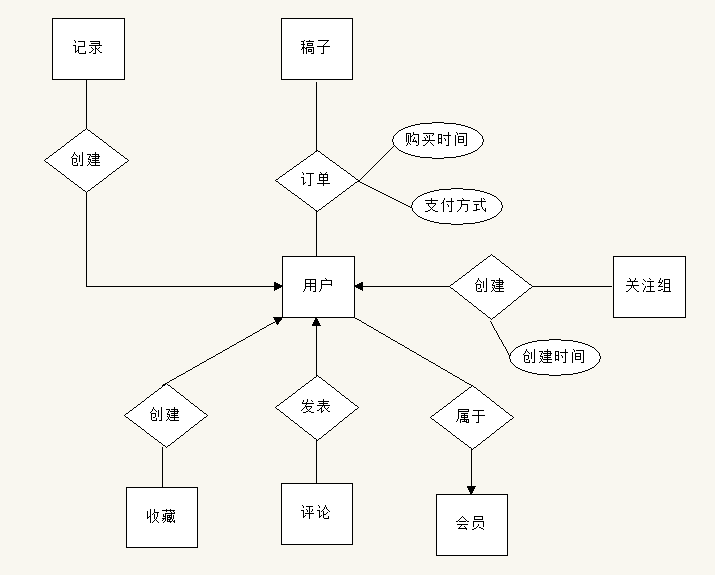 记录
稿子
购买时间
创建
订单
支付方式
用户
创建
关注组
创建时间
创建
发表
属于
收藏
评论
会员